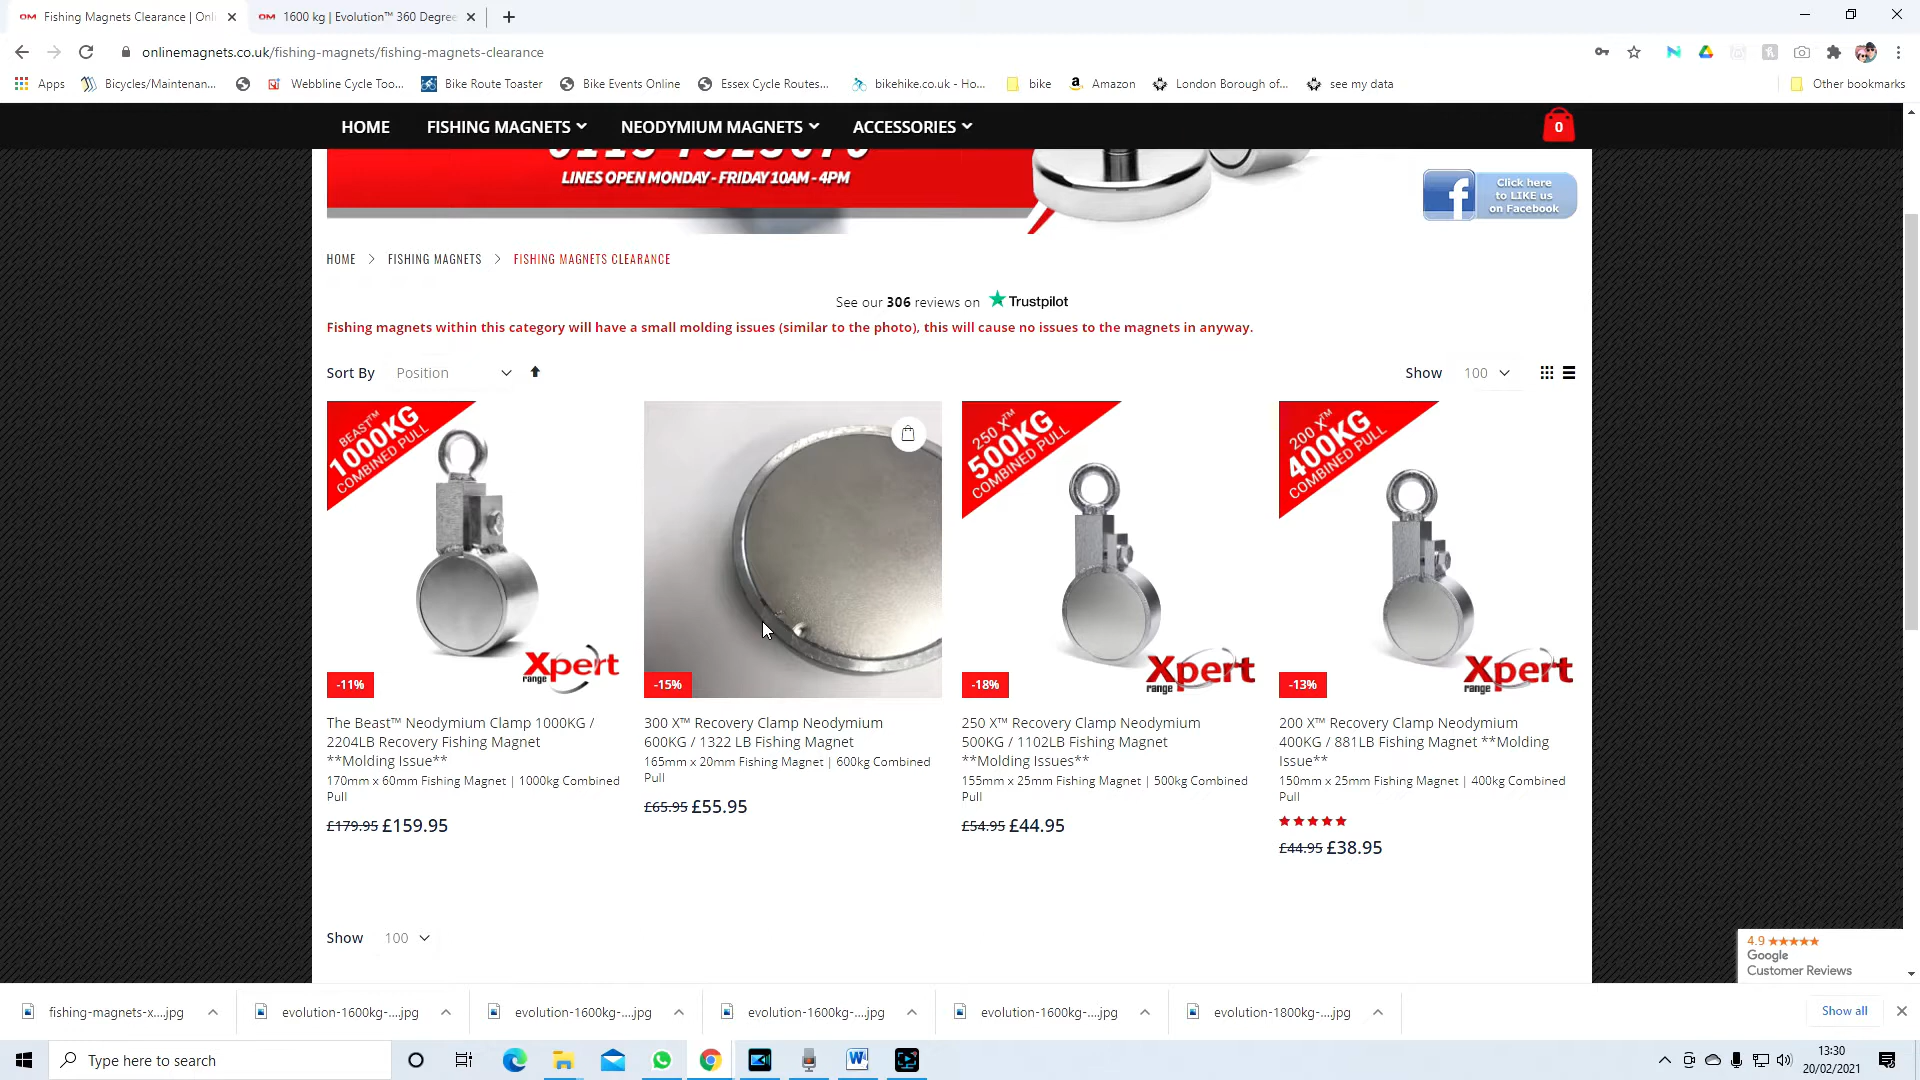 Fishing Magnets Clearance | Onli
1600 kg | Evolution™ 360 Degree
onlinemagnets.co.uk/fishing-magnets/fishing-magnets-clearance
Apps
Bicycles/Maintenan...
Webbline Cycle Too...
Bike Route Toaster
Bike Events Online
Essex Cycle Routes...
bikehike.co.uk - Ho...
bike
Amazon
London Borough of...
see my data
Other bookmarks
HOME
FISHING MAGNETS
NEODYMIUM MAGNETS
ACCESSORIES
0
LINES OPEN MONDAY - FRIDAY 10AM - 4PM
Click here
to LIKE us
on Facebook
HOME > FISHING MAGNETS > FISHING MAGNETS CLEARANCE
See our 306 reviews on Trustpilot
Fishing magnets within this category will have a small molding issues (similar to the photo), this will cause no issues to the magnets in anyway.
Sort By Position
Show 100
BEAST™
1000KG
COMBINED PULL
Xpert
range
-11%
The Beast™ Neodymium Clamp 1000KG /
2204LB Recovery Fishing Magnet
**Molding Issue**
170mm x 60mm Fishing Magnet | 1000kg Combined
Pull
£179.95 £159.95
-15%
300 X™ Recovery Clamp Neodymium
600KG / 1322 LB Fishing Magnet
165mm x 20mm Fishing Magnet | 600kg Combined
Pull
£65.95 £55.95
250 X™
500KG
COMBINED PULL
Xpert
range
-18%
250 X™ Recovery Clamp Neodymium
500KG / 1102LB Fishing Magnet
**Molding Issues**
155mm x 25mm Fishing Magnet | 500kg Combined
Pull
£54.95 £44.95
200 X™
400KG
COMBINED PULL
Xpert
range
-13%
200 X™ Recovery Clamp Neodymium
400KG / 881LB Fishing Magnet **Molding
Issue**
150mm x 25mm Fishing Magnet | 400kg Combined
Pull
£44.95 £38.95
Show 100
4.9
Google
Customer Reviews
fishing-magnets-x....jpg
evolution-1600kg-....jpg
evolution-1600kg-....jpg
evolution-1600kg-....jpg
evolution-1600kg-....jpg
evolution-1800kg-....jpg
Show all
Type here to search
13:30
20/02/2021